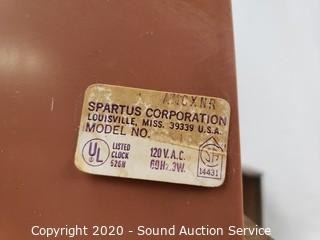 SPARTUS CORPORATION
LOUISVILLE, MISS. 39339 U.S.A.
MODEL NO.
UL
LISTED
CLOCK
526H
120 V.A.C.
60Hz.3W.
14431
Copyright © 2020 - Sound Auction Service